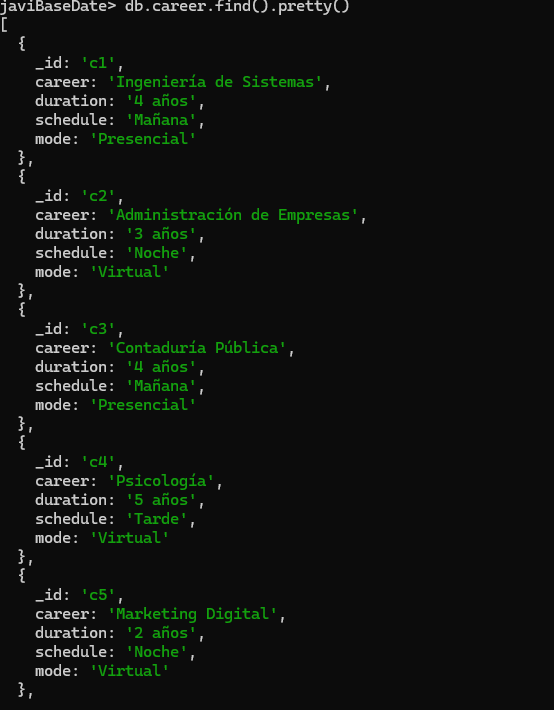 javiBaseDate> db.career.find().pretty()
[
  {
    _id: 'c1',
    career: 'Ingeniería de Sistemas',
    duration: '4 años',
    schedule: 'Mañana',
    mode: 'Presencial'
  },
  {
    _id: 'c2',
    career: 'Administración de Empresas',
    duration: '3 años',
    schedule: 'Noche',
    mode: 'Virtual'
  },
  {
    _id: 'c3',
    career: 'Contaduría Pública',
    duration: '4 años',
    schedule: 'Mañana',
    mode: 'Presencial'
  },
  {
    _id: 'c4',
    career: 'Psicología',
    duration: '5 años',
    schedule: 'Tarde',
    mode: 'Virtual'
  },
  {
    _id: 'c5',
    career: 'Marketing Digital',
    duration: '2 años',
    schedule: 'Noche',
    mode: 'Virtual'
  },